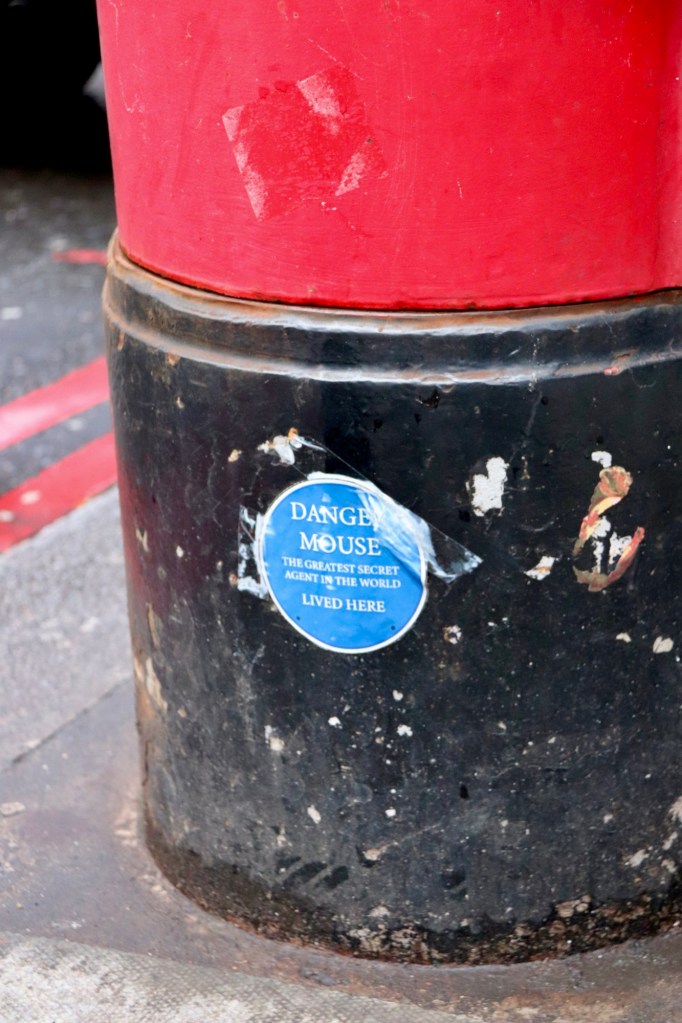 DANGER
MOUSE
THE GREATEST SECRET
AGENT IN THE WORLD
LIVED HERE